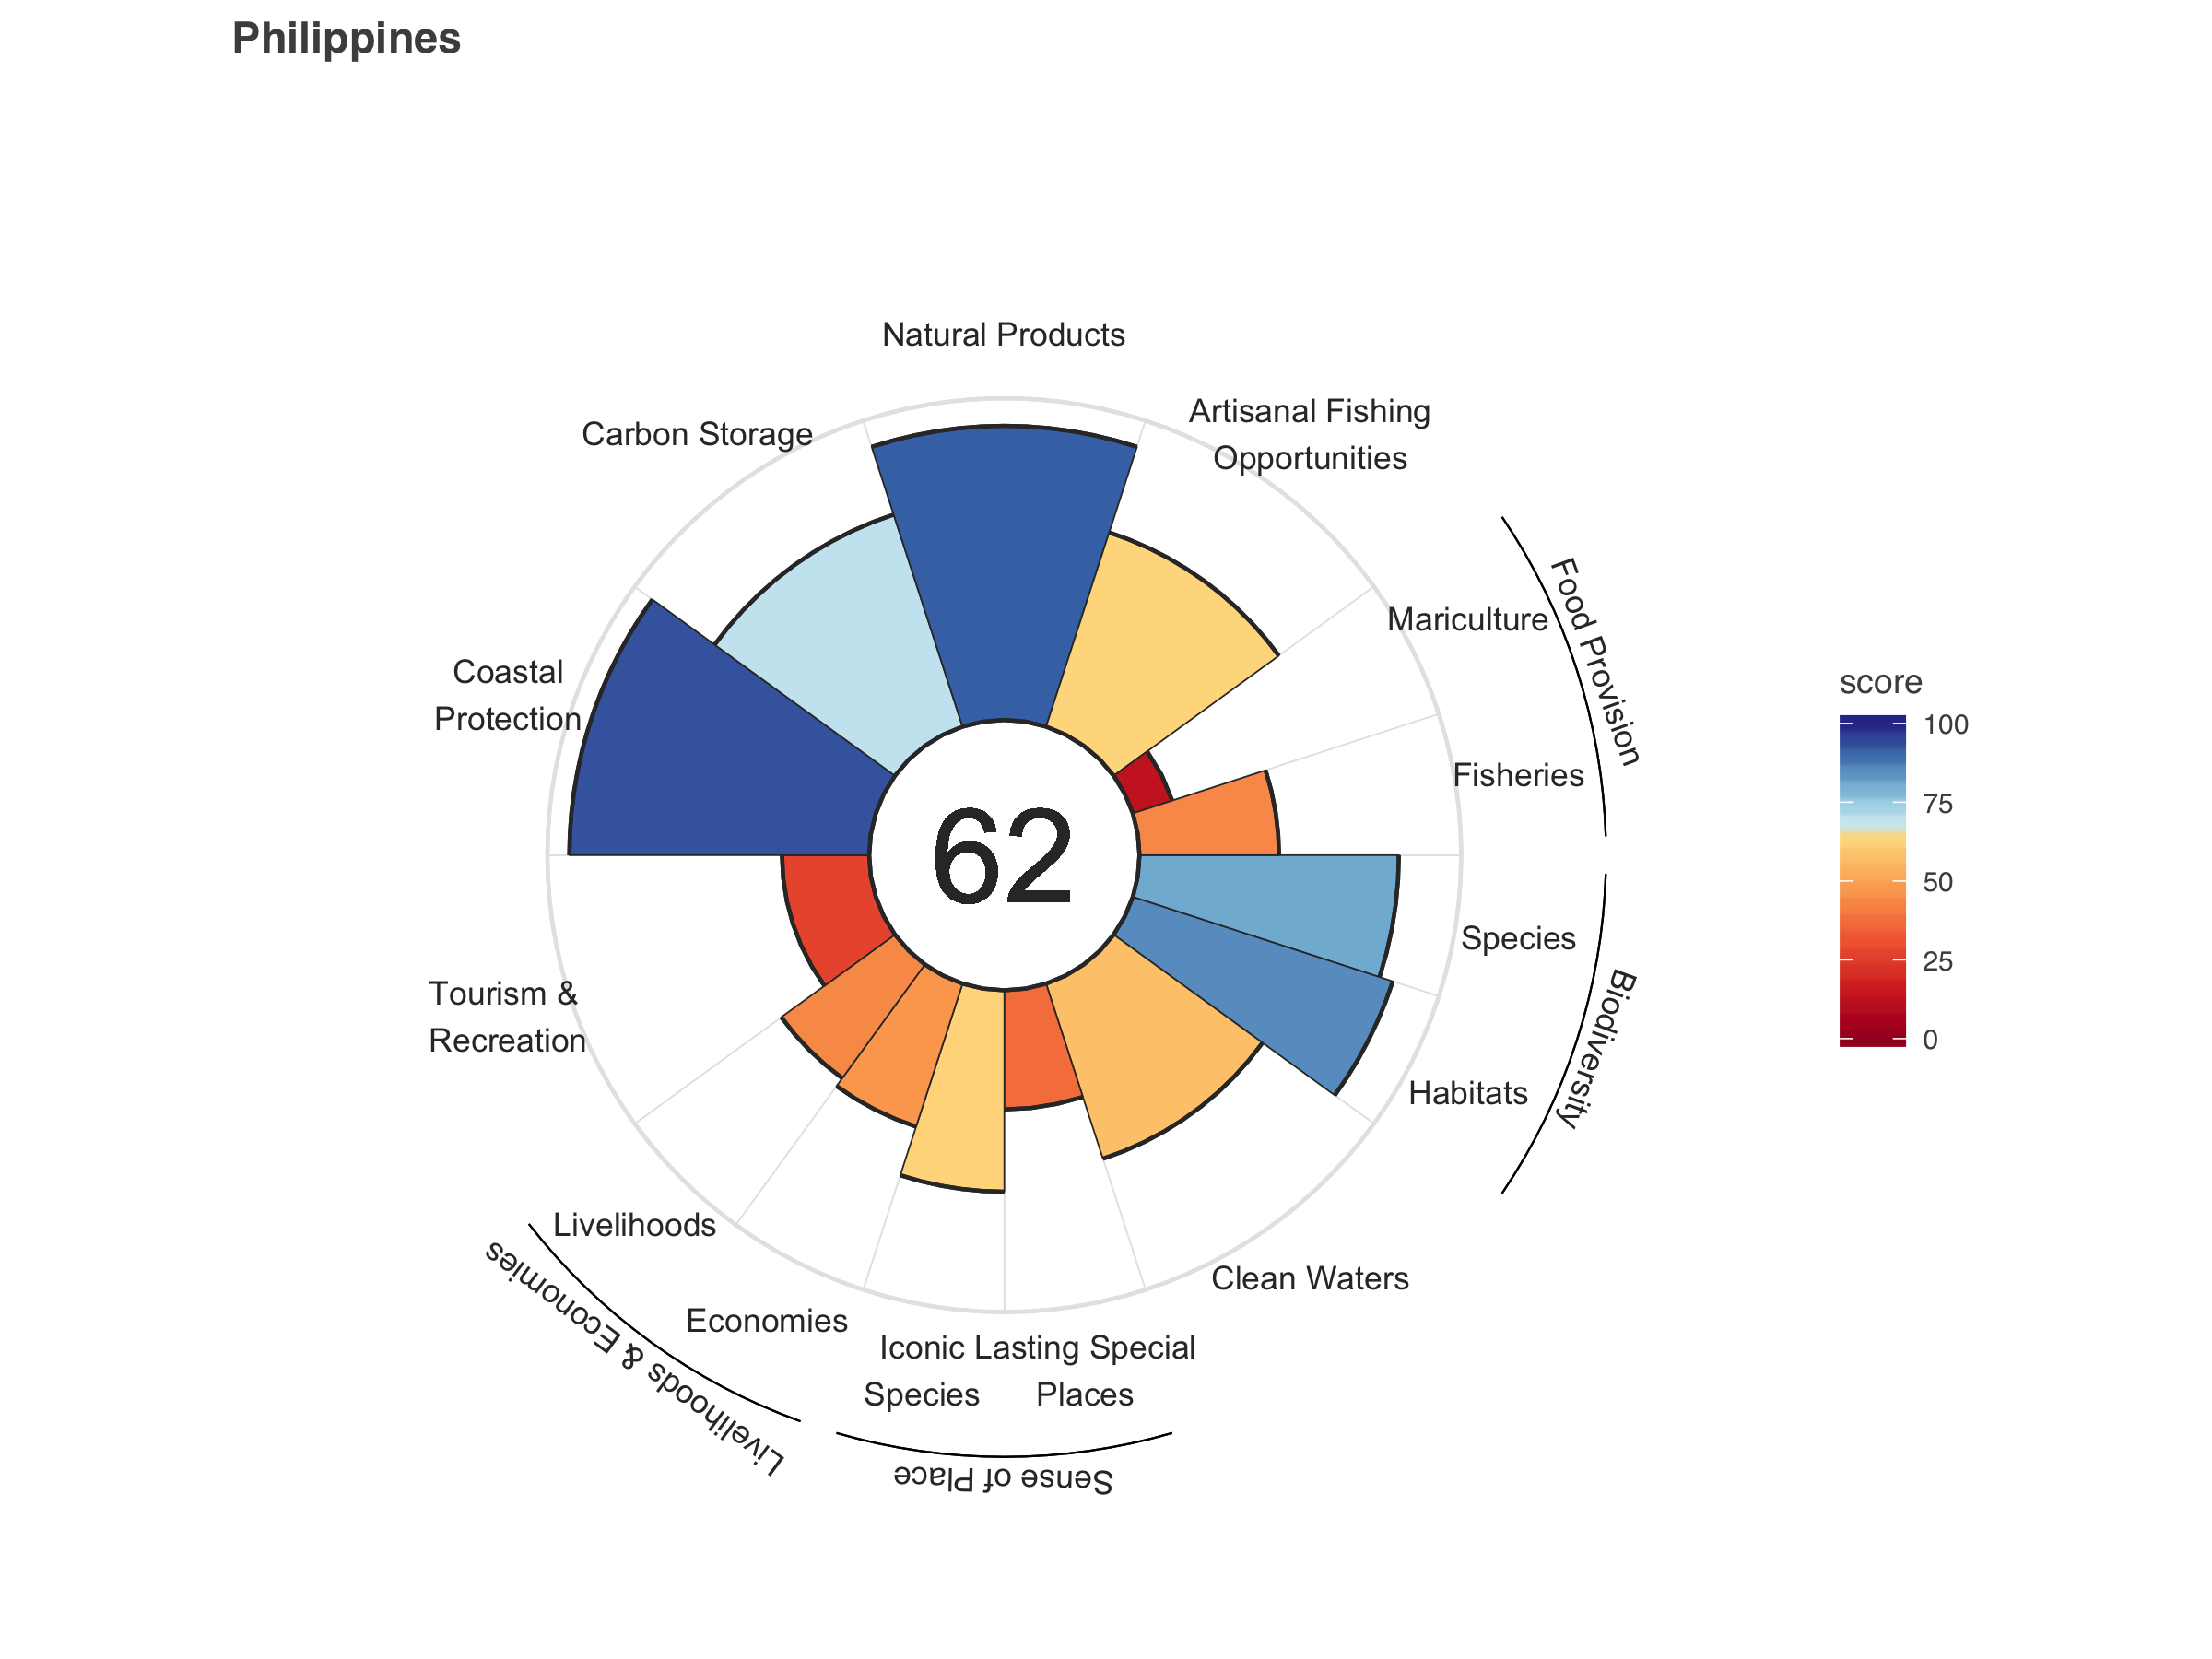 Philippines
Natural Products
Artisanal Fishing
Opportunities
Carbon Storage
Mariculture
Food Provision
Coastal
Protection
Fisheries
62
Species
Biodiversity
Tourism &
Recreation
Habitats
Livelihoods
Livelihoods & Economies
Clean Waters
Economies
Iconic
Species
Lasting Special
Places
Sense of Place
score
100
75
50
25
0